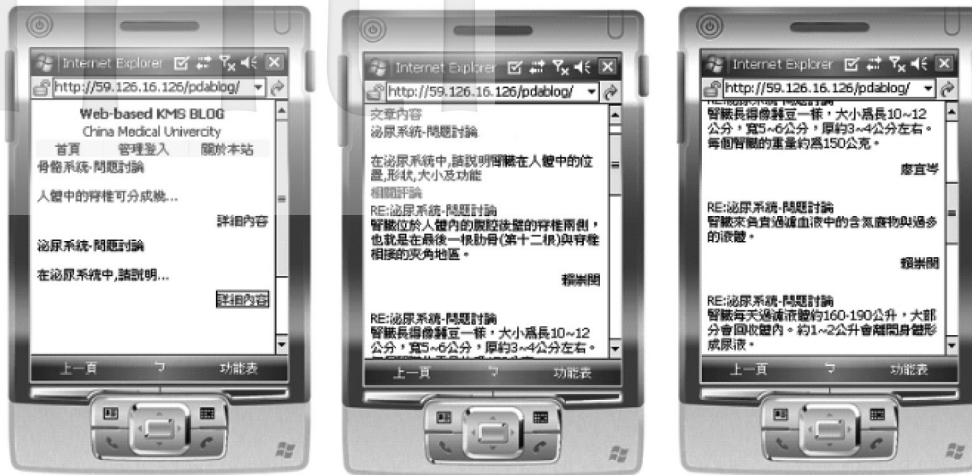 Internet Explorer
http://59.126.16.126/pdablog/
Web-based KMS BLOG
China Medical Univercity
首頁 管理登入 關於本站
骨骼系統-問題討論
人體中的脊椎可分成幾...
詳細內容
泌尿系統-問題討論
在泌尿系統中,請說明...
詳細內容
上一頁 功能表
Internet Explorer
http://59.126.16.126/pdablog/
文章內容
泌尿系統-問題討論
在泌尿系統中,請說明腎臟在人體中的位
置,形狀,大小及功能
相關評論
RE:泌尿系統-問題討論
腎臟位於人體內的腹腔後壁的脊椎兩側，
也就是在最後一根肋骨(第十二根)與脊椎
相接的夾角地區。
賴崇閔
RE:泌尿系統-問題討論
腎臟長得像蠶豆一樣，大小爲長10~12
公分，寬5~6公分，厚約3~4公分左右。
上一頁 功能表
Internet Explorer
http://59.126.16.126/pdablog/
RE:泌尿系統-問題討論
腎臟長得像蠶豆一樣，大小爲長10~12
公分，寬5~6公分，厚約3~4公分左右。
每個腎臟的重量約爲150公克。
廖宜岑
RE:泌尿系統-問題討論
腎臟來負責過濾血液中的含氮廢物與過多
的液體。
賴崇閔
RE:泌尿系統-問題討論
腎臟每天過濾液體約160-190公升，大部
分會回收體內。約1~2公升會離開身體形
成尿液。
上一頁 功能表